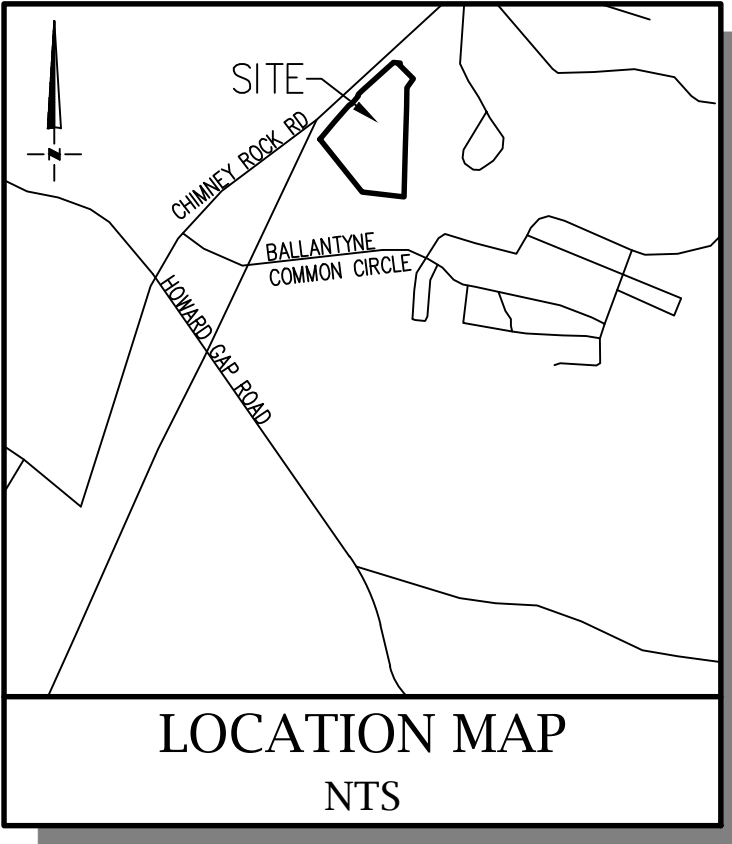 SITE
CHIMNEY ROCK RD
BALLANTYNE
COMMON CIRCLE
HOWARD GAP ROAD
N
LOCATION MAP
NTS